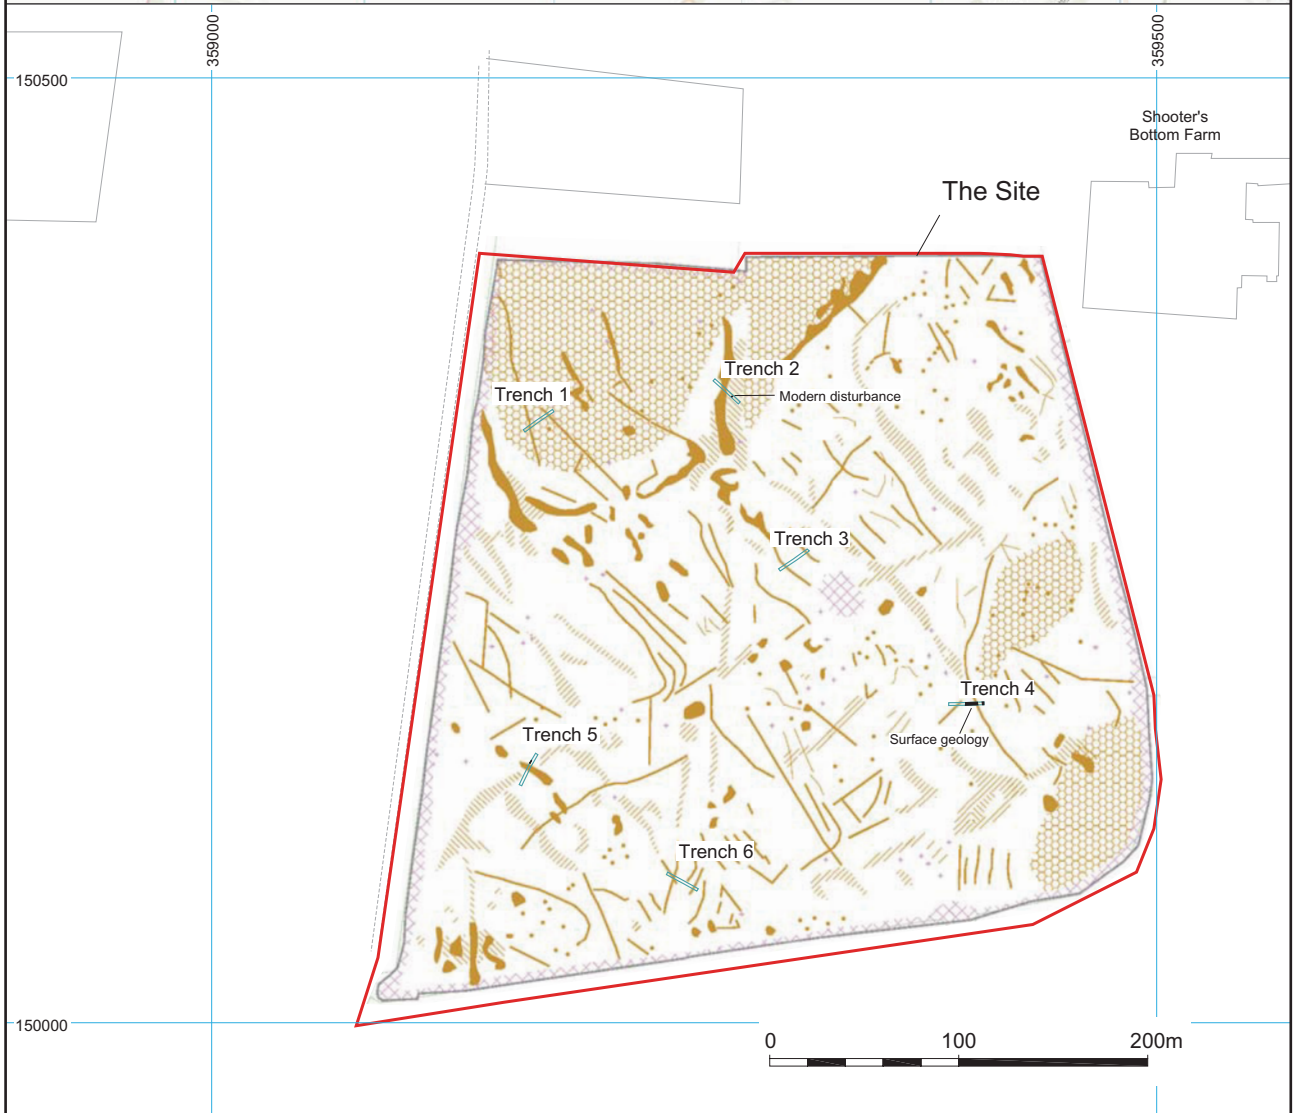 359000
359500
150500
Shooter's
Bottom Farm
The Site
Trench 2
Modern disturbance
Trench 1
Trench 3
Trench 4
Surface geology
Trench 5
Trench 6
150000
0 100 200m